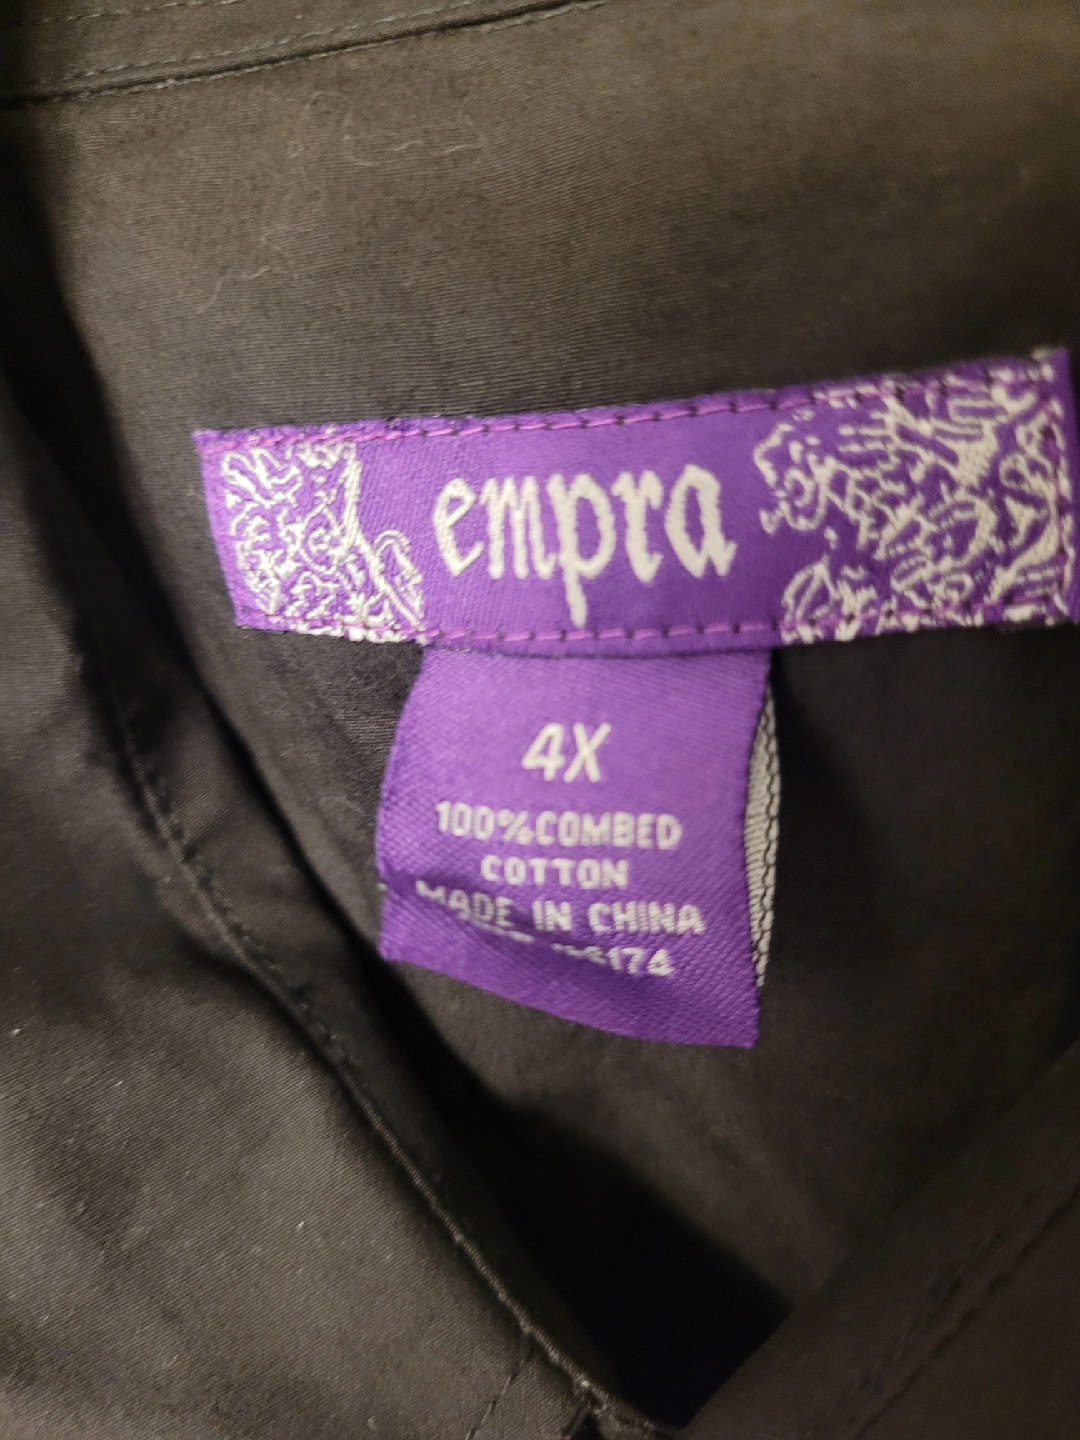 empra
4X
100%COMBED
COTTON
MADE IN CHINA